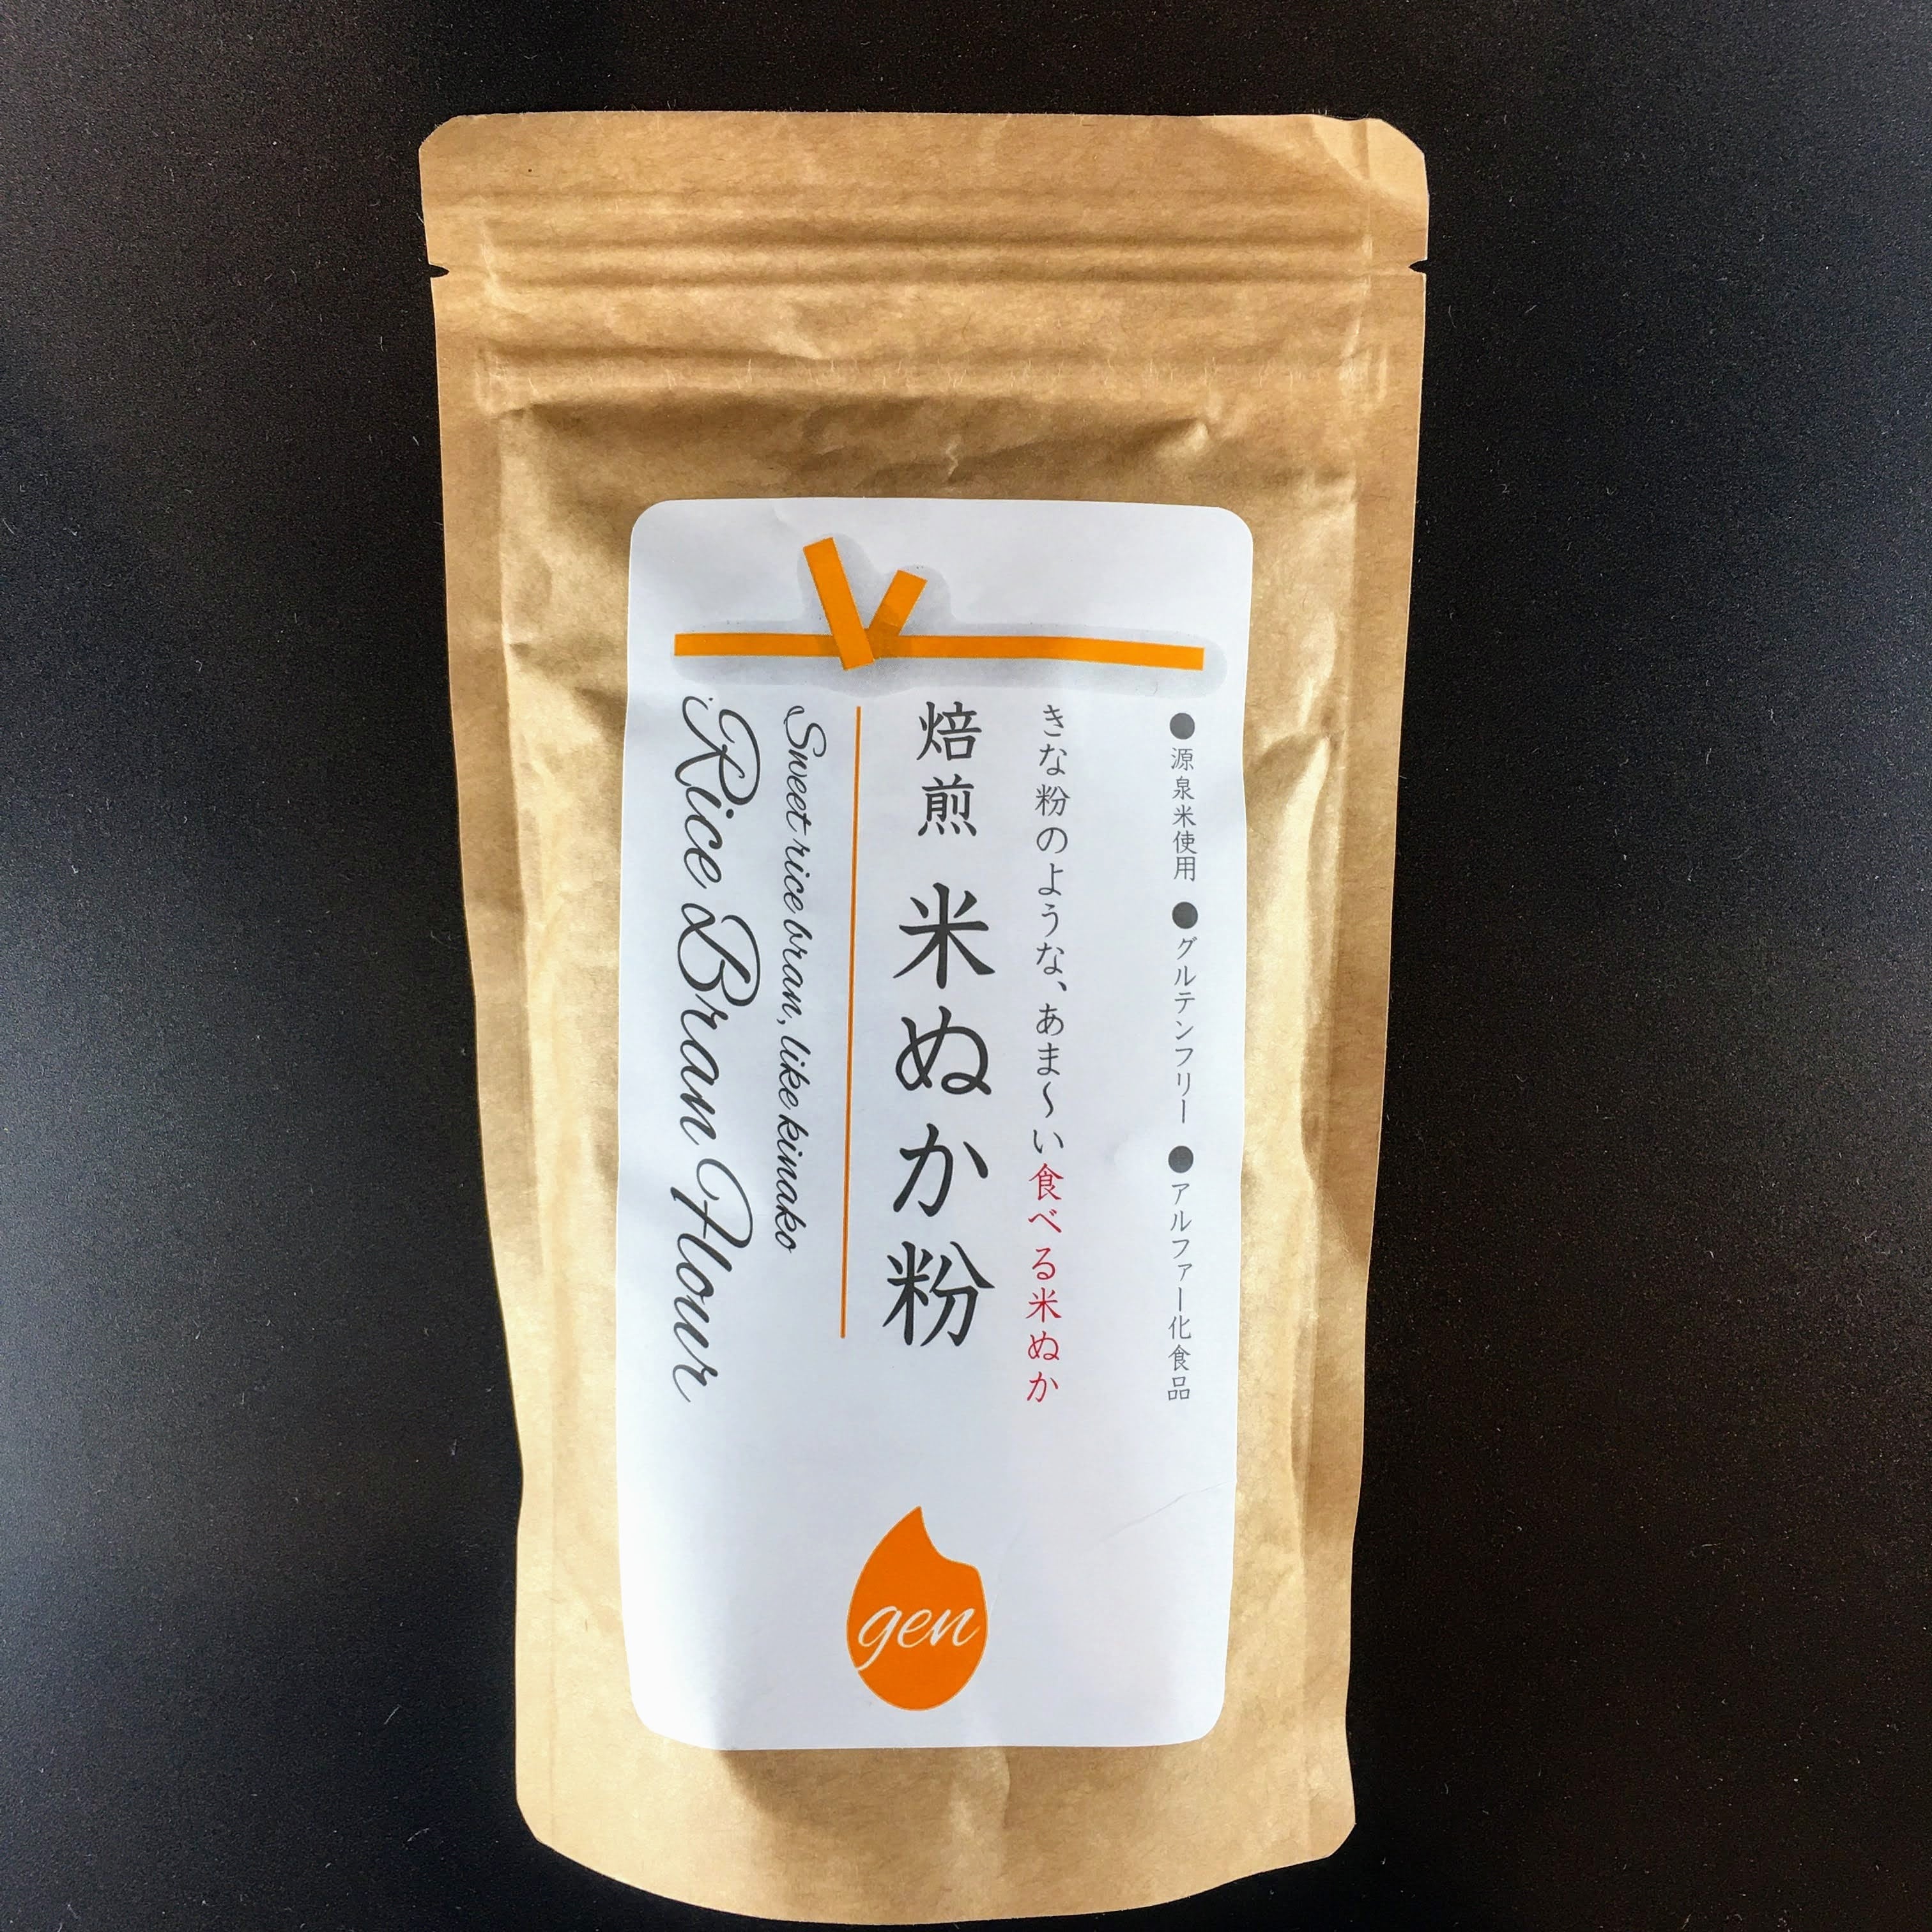 ●源泉米使用 ●グルテンフリー ●アルファー化食品
きな粉のような、あま〜い食べる米ぬか
焙煎 米ぬか粉
Sweet rice bran, like kinako
Rice Bran Flour
gen